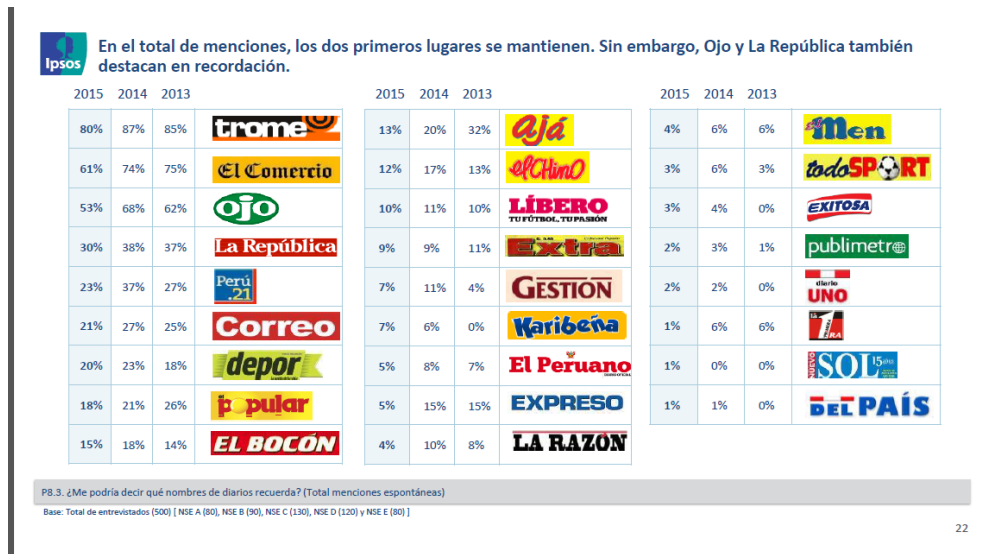 Ipsos
En el total de menciones, los dos primeros lugares se mantienen. Sin embargo, Ojo y La República también
destacan en recordación.
2015 2014 2013
80% 87% 85% trome
61% 74% 75% El Comercio
53% 68% 62% ojo
30% 38% 37% La República
23% 37% 27% Perú
.21
21% 27% 25% Correo
20% 23% 18% depor
18% 21% 26% el popular
15% 18% 14% EL BOCÓN
2015 2014 2013
13% 20% 32% ajá
12% 17% 13% el CHINO
10% 11% 10% LÍBERO
TU FÚTBOL, TU PASIÓN
9% 9% 11% Extra
7% 11% 4% GESTIÓN
7% 6% 0% Karibeña
5% 8% 7% El Peruano
5% 15% 15% EXPRESO
4% 10% 8% LA RAZÓN
2015 2014 2013
4% 6% 6% Men
3% 6% 3% todo SPORT
3% 4% 0% EXITOSA
2% 3% 1% publimetro
2% 2% 0% diario
UNO
1% 6% 6% LA 1RA
1% 0% 0% NUEVO SOL 15
1% 1% 0% DEL PAÍS
P8.3. ¿Me podría decir qué nombres de diarios recuerda? (Total menciones espontáneas)
Base: Total de entrevistados (500) [ NSE A (80), NSE B (90), NSE C (130), NSE D (120) y NSE E (80) ]
22